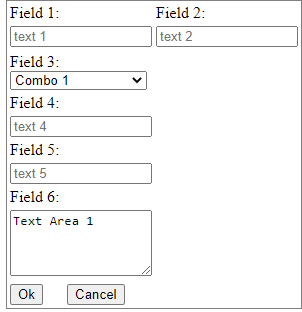 Field 1: Field 2:
text 1 text 2
Field 3:
Combo 1
Field 4:
text 4
Field 5:
text 5
Field 6:
Text Area 1
Ok Cancel